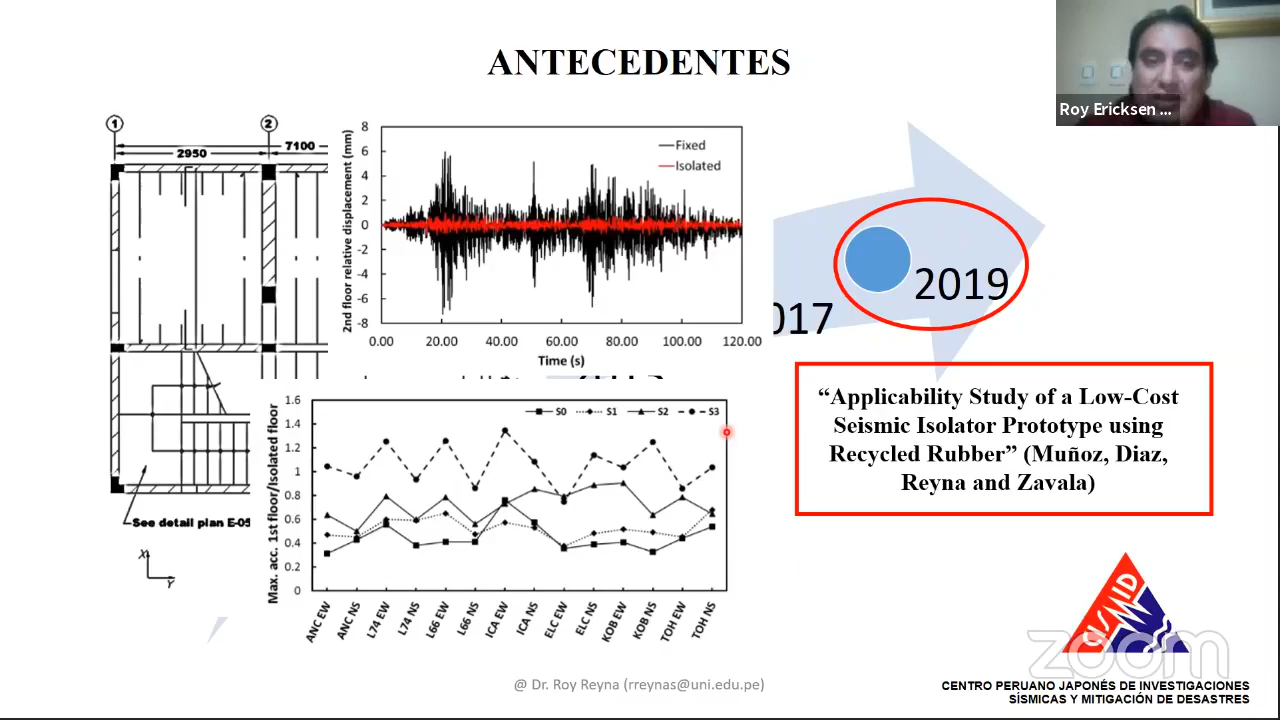 ANTECEDENTES
Roy Ericksen ...
1
2
2950
7100
See detail plan E-05
X
Y
2nd floor relative displacement (mm)
8
6
4
2
0
-2
-4
-6
-8
Fixed
Isolated
0.00 20.00 40.00 60.00 80.00 100.00 120.00
Time (s)
Max. acc. 1st floor/Isolated floor
1.6
1.4
1.2
1
0.8
0.6
0.4
0.2
0
S0 S1 S2 S3
ANC EW ANC NS L74 EW L74 NS L66 EW L66 NS ICA EW ICA NS ELC EW ELC NS KOB EW KOB NS TOH EW TOH NS
017
2019
“Applicability Study of a Low-Cost
Seismic Isolator Prototype using
Recycled Rubber” (Muñoz, Diaz,
Reyna and Zavala)
CISMID
zoom
@ Dr. Roy Reyna (rreynas@uni.edu.pe)
CENTRO PERUANO JAPONÉS DE INVESTIGACIONES
SÍSMICAS Y MITIGACIÓN DE DESASTRES